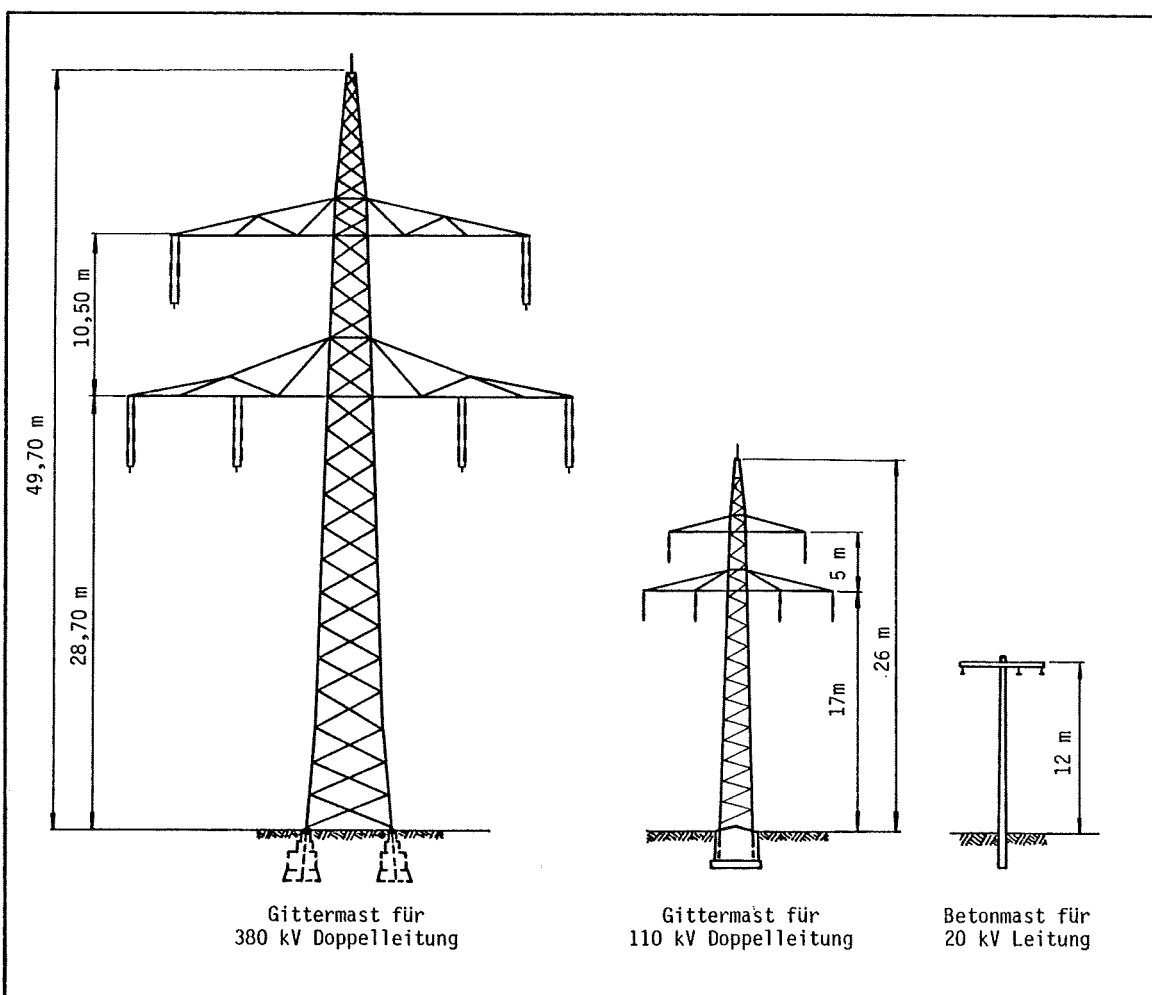 49,70 m
10,50 m
28,70 m
5 m
17m
26 m
12 m
Gittermast für
380 kV Doppelleitung
Gittermast für
110 kV Doppelleitung
Betonmast für
20 kV Leitung